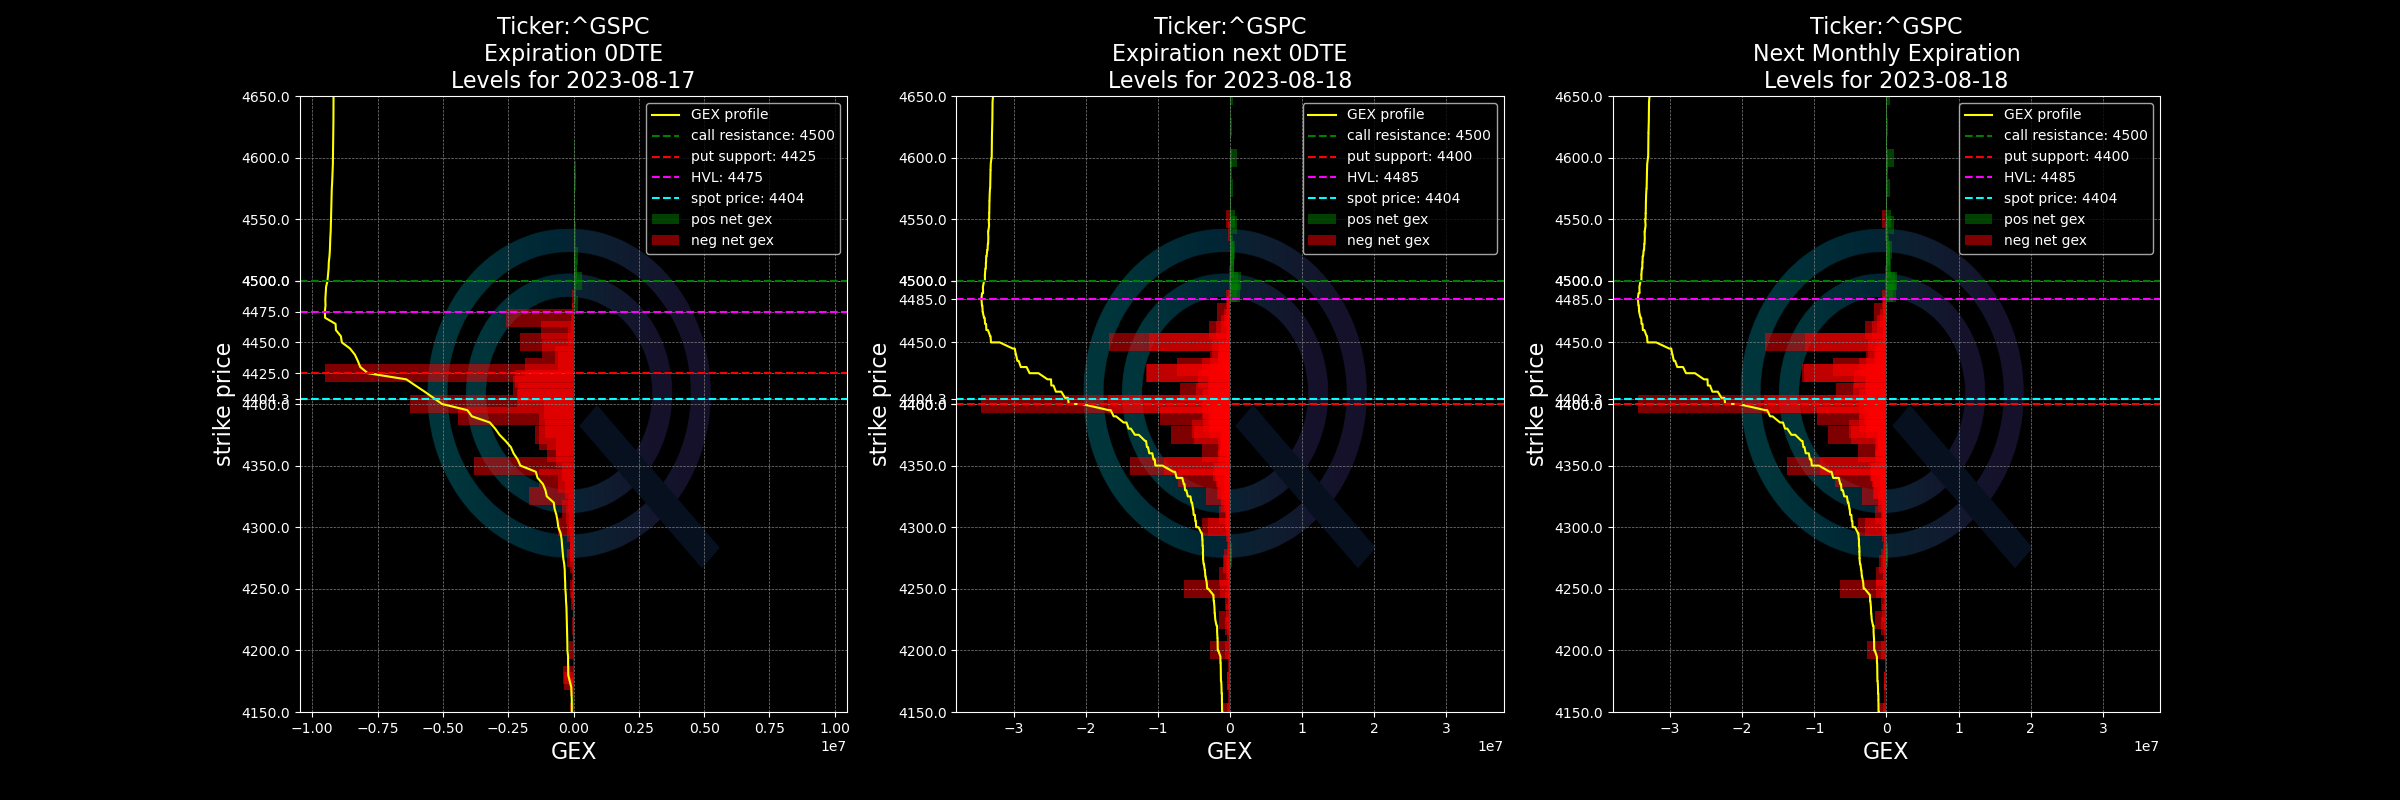 Ticker:^GSPC
Expiration 0DTE
Levels for 2023-08-17
GEX profile
call resistance: 4500
put support: 4425
HVL: 4475
spot price: 4404
pos net gex
neg net gex
4650.0
4600.0
4550.0
4500.0
4475.0
4450.0
4425.0
4404.3
4400.0
4350.0
4300.0
4250.0
4200.0
4150.0
strike price
−1.00 −0.75 −0.50 −0.25 0.00 0.25 0.50 0.75 1.00
1e7
GEX
Ticker:^GSPC
Expiration next 0DTE
Levels for 2023-08-18
GEX profile
call resistance: 4500
put support: 4400
HVL: 4485
spot price: 4404
pos net gex
neg net gex
4650.0
4600.0
4550.0
4500.0
4485.0
4450.0
4404.3
4400.0
4350.0
4300.0
4250.0
4200.0
4150.0
strike price
−3 −2 −1 0 1 2 3
1e7
GEX
Ticker:^GSPC
Next Monthly Expiration
Levels for 2023-08-18
GEX profile
call resistance: 4500
put support: 4400
HVL: 4485
spot price: 4404
pos net gex
neg net gex
4650.0
4600.0
4550.0
4500.0
4485.0
4450.0
4404.3
4400.0
4350.0
4300.0
4250.0
4200.0
4150.0
strike price
−3 −2 −1 0 1 2 3
1e7
GEX